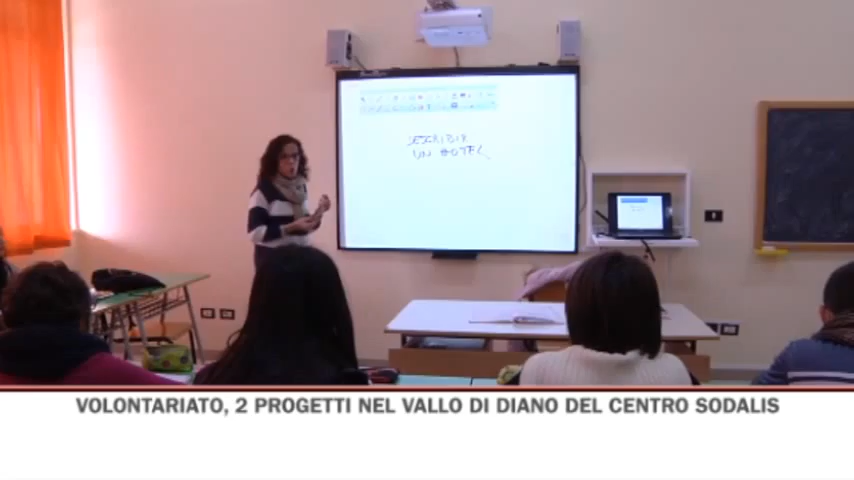 DESCRIBIR
UN HOTEL
VOLONTARIATO, 2 PROGETTI NEL VALLO DI DIANO DEL CENTRO SODALIS